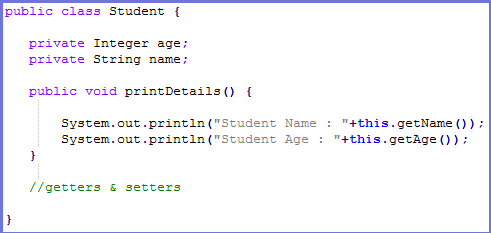 public class Student {
private Integer age;
private String name;
public void printDetails() {
System.out.println("Student Name : "+this.getName());
System.out.println("Student Age : "+this.getAge());
}
//getters & setters
}